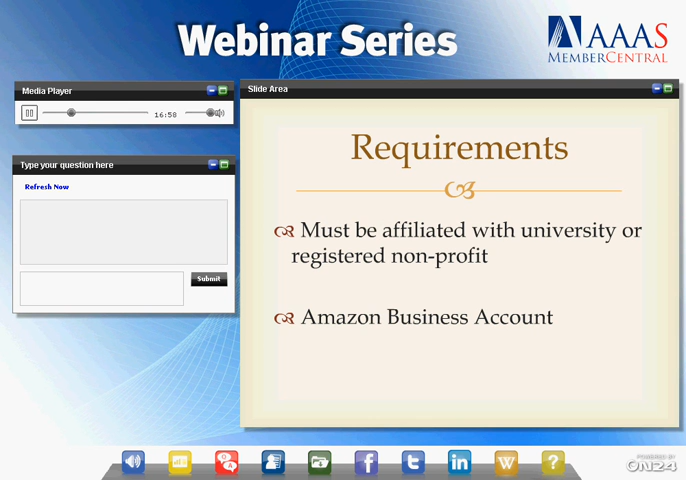 Webinar Series
AAAS
MEMBERCENTRAL
Media Player
16:58
Type your question here
Refresh Now
Submit
Slide Area
Requirements
Must be affiliated with university or
registered non-profit
Amazon Business Account
Q
A
f
t
in
W
?
POWERED BY
ON24